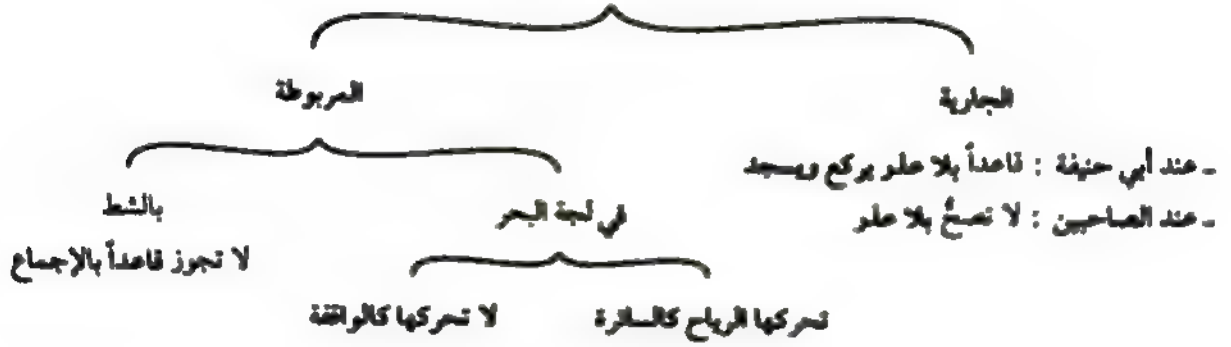 الجارية
- عند أبي حنيفة : قاعداً بلا عذر يركع ويسجد
- عند الصاحبين : لا تصحُّ بلا عذر
المربوطة
في لجة البحر
تحركها الرياح كالسائرة
لا تحركها كالواقفة
بالشط
لا تجوز قاعداً بالإجماع